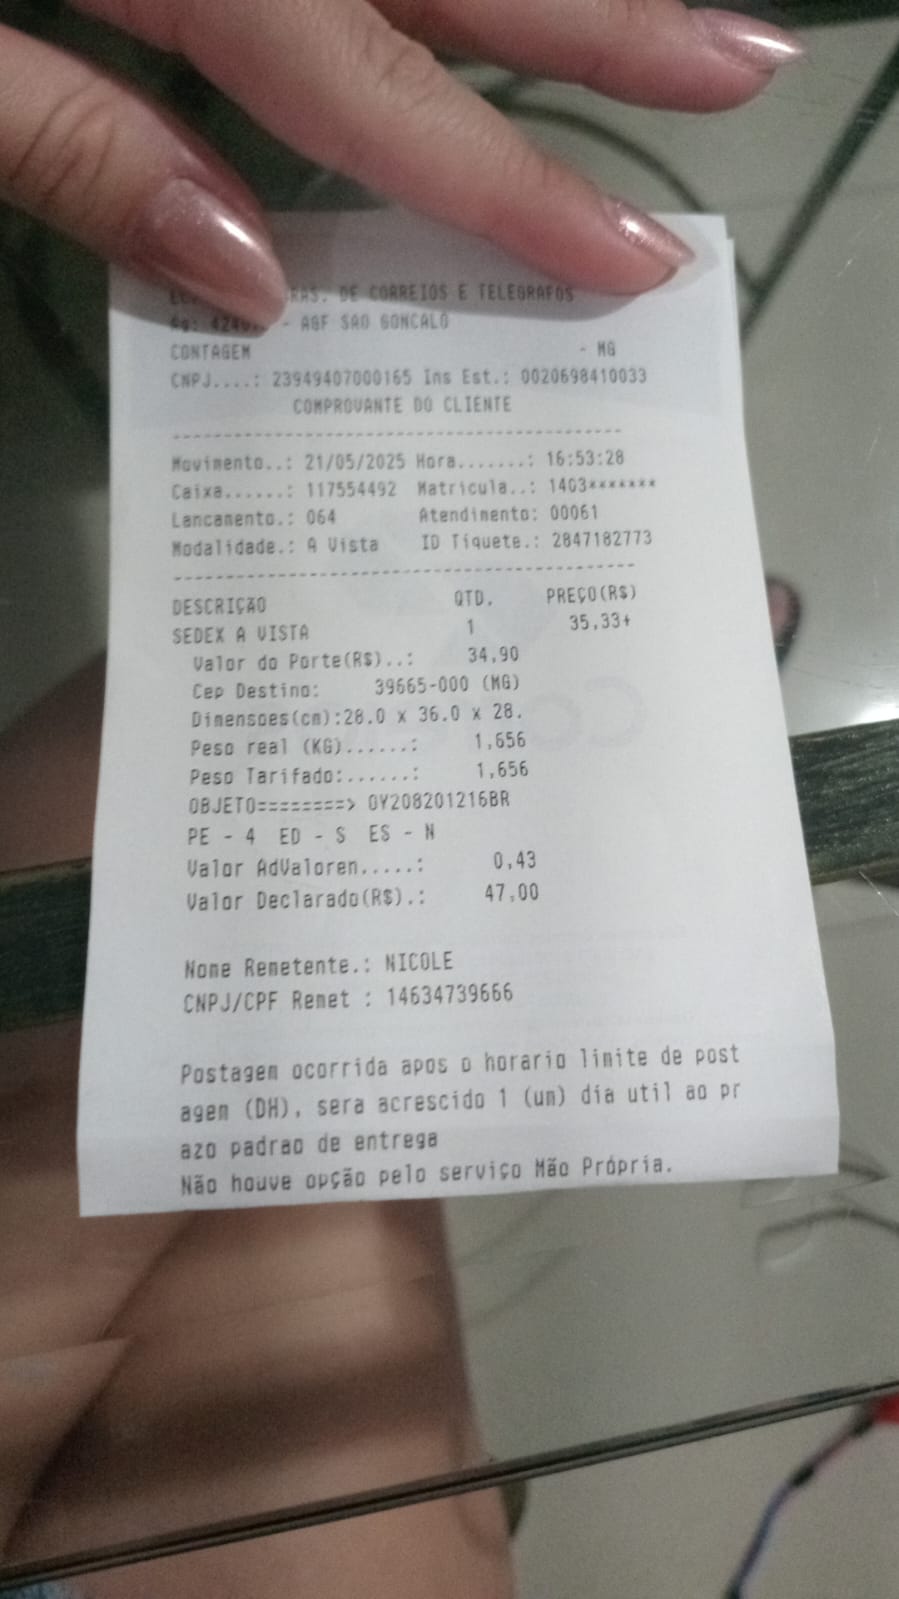 RAS. DE CORREIOS E TELEGRAFOS
Ag: - AGF SAO GONCALO
CONTAGEM - MG
CNPJ....: 23949407000165 Ins Est.: 0020698410033
COMPROVANTE DO CLIENTE
Movimento..: 21/05/2025 Hora.......: 16:53:28
Caixa......: 117554492 Matricula..: 1403*******
Lancamento.: 064 Atendimento: 00061
Modalidade.: A Vista ID Tiquete.: 2847182773
DESCRIÇÃO QTD. PREÇO(R$)
SEDEX A VISTA 1 35,33+
Valor do Porte(R$)..: 34,90
Cep Destino: 39665-000 (MG)
Dimensoes(cm):28.0 x 36.0 x 28.
Peso real (KG)......: 1,656
Peso Tarifado:......: 1,656
OBJETO========> OY208201216BR
PE - 4 ED - S ES - N
Valor AdValoren.....: 0,43
Valor Declarado(R$).: 47,00
Nome Remetente.: NICOLE
CNPJ/CPF Remet : 14634739666
Postagem ocorrida apos o horario limite de post
agem (DH), sera acrescido 1 (um) dia util ao pr
azo padrao de entrega
Não houve opção pelo serviço Mão Própria.